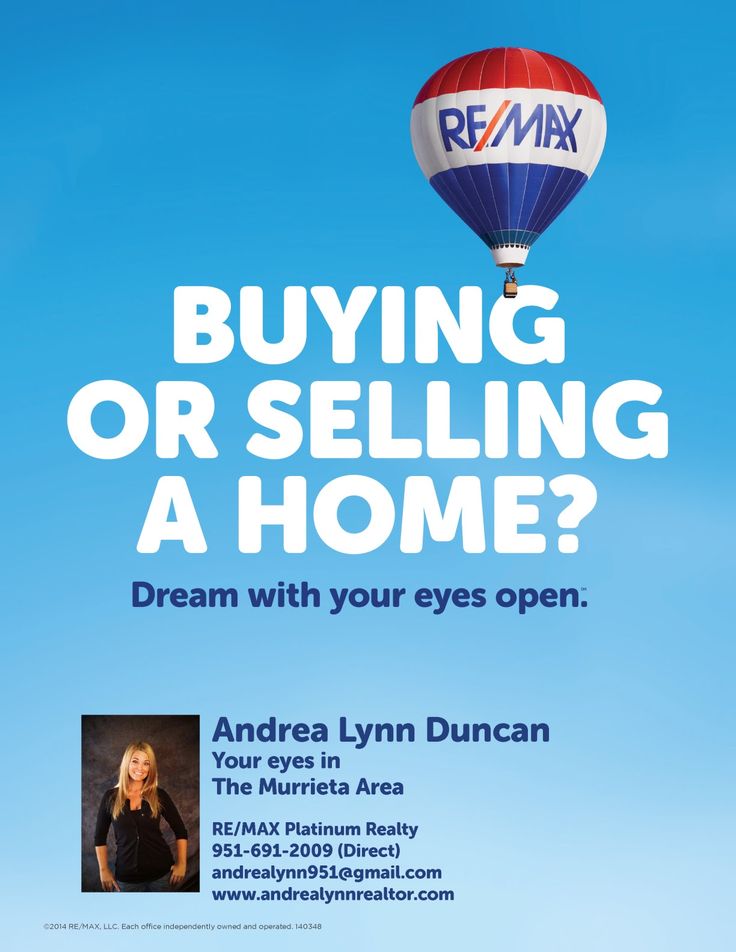 RE/MAX
BUYING
OR SELLING
A HOME?
Dream with your eyes open.℠
Andrea Lynn Duncan
Your eyes in
The Murrieta Area
RE/MAX Platinum Realty
951-691-2009 (Direct)
andrealynn951@gmail.com
www.andrealynnrealtor.com
©2014 RE/MAX, LLC. Each office independently owned and operated. 140348